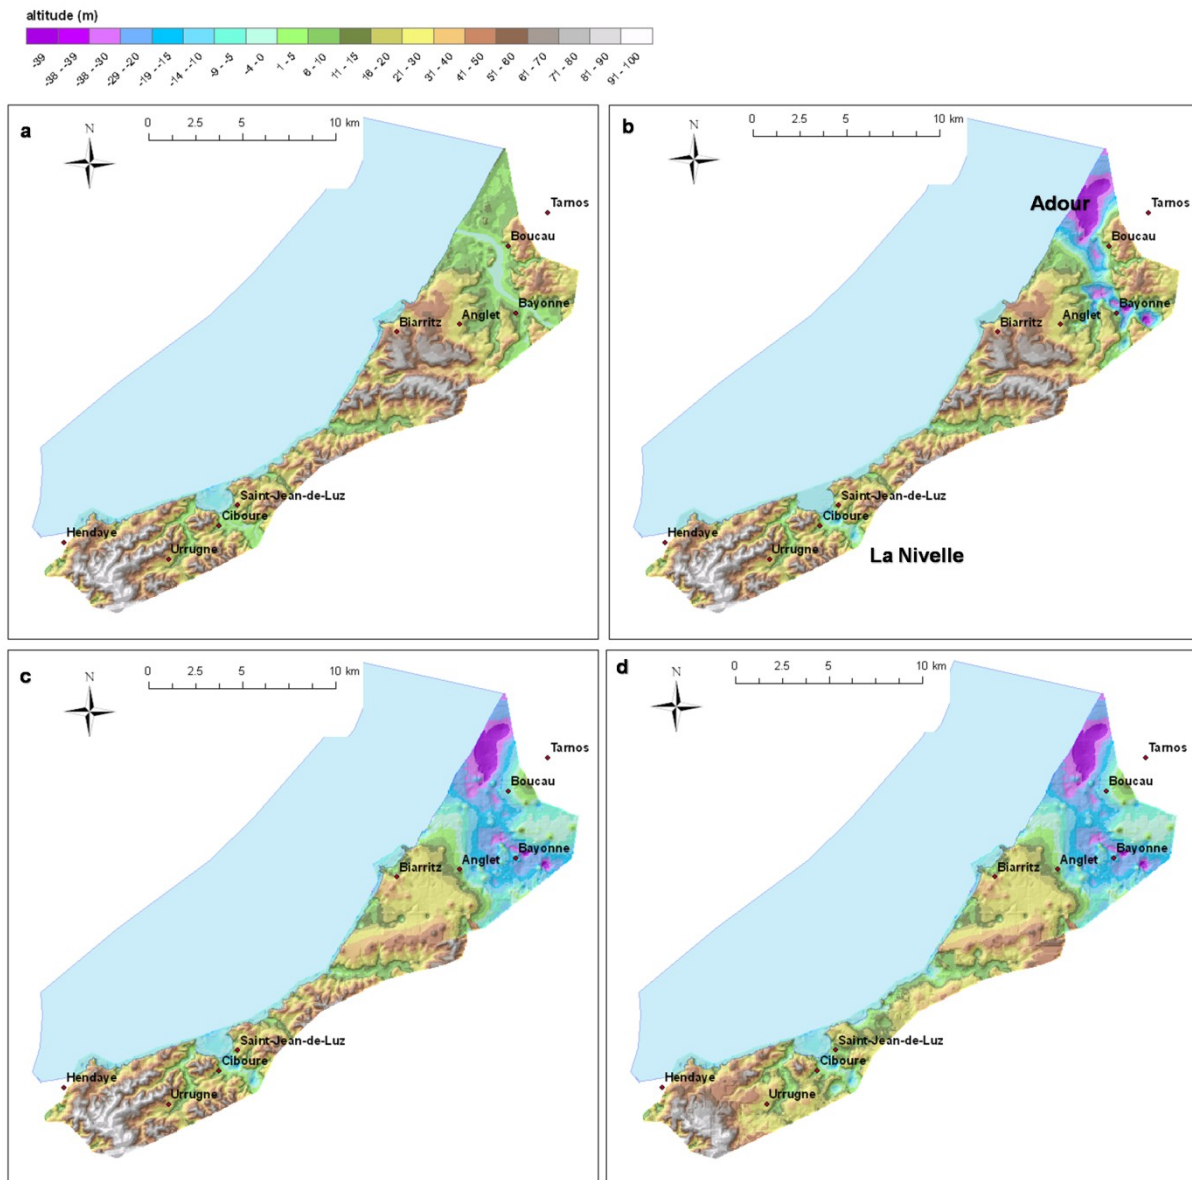 altitude (m)
-39
-38 - -39
-38 - -30
-29 - -20
-19 - -15
-14 - -10
-9 - -5
-4 - 0
1 - 5
6 - 10
11 - 15
16 - 20
21 - 30
31 - 40
41 - 50
51 - 60
61 - 70
71 - 80
81 - 90
91 - 100
a
N
0 2.5 5 10 km
Tarnos
Boucau
Bayonne
Anglet
Biarritz
Saint-Jean-de-Luz
Ciboure
Hendaye
Urrugne
b
N
0 2.5 5 10 km
Adour
Tarnos
Boucau
Bayonne
Anglet
Biarritz
Saint-Jean-de-Luz
Ciboure
Hendaye
Urrugne
La Nivelle
c
N
0 2.5 5 10 km
Tarnos
Boucau
Bayonne
Anglet
Biarritz
Saint-Jean-de-Luz
Ciboure
Hendaye
Urrugne
d
N
0 2.5 5 10 km
Tarnos
Boucau
Bayonne
Anglet
Biarritz
Saint-Jean-de-Luz
Ciboure
Hendaye
Urrugne